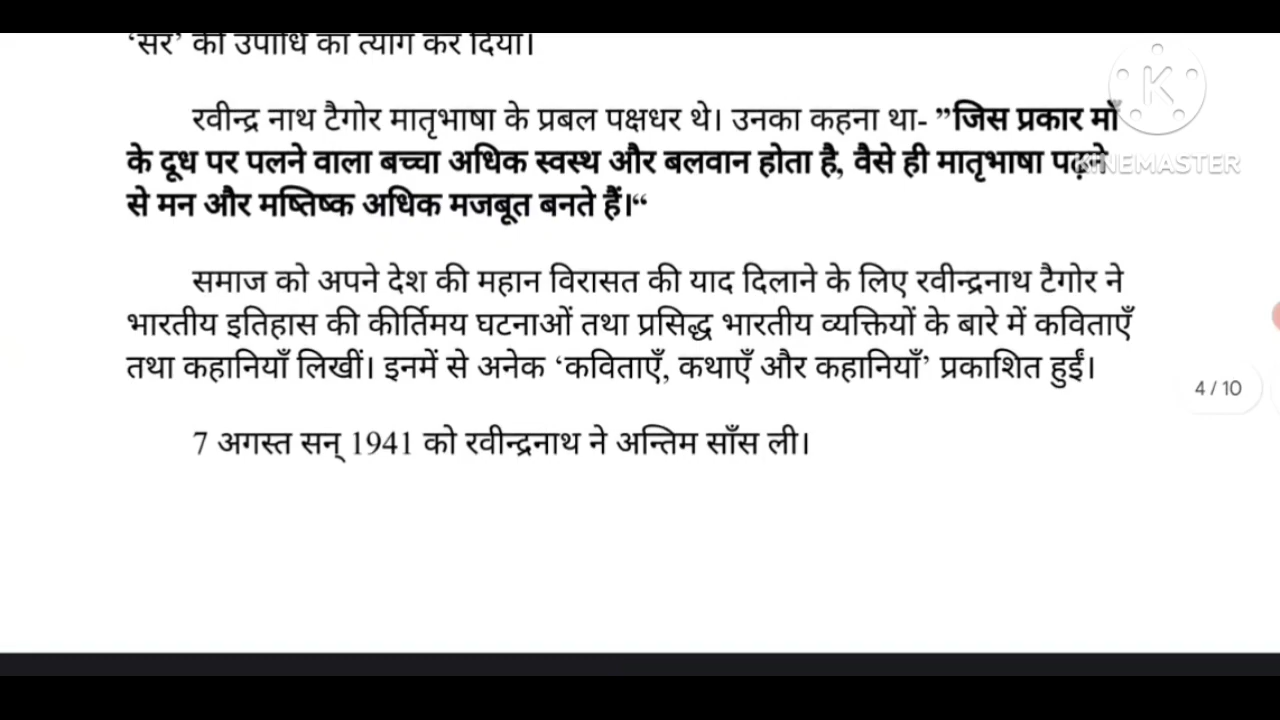 ‘सर’ की उपाधि का त्याग कर दिया।
रवीन्द्र नाथ टैगोर मातृभाषा के प्रबल पक्षधर थे। उनका कहना था- ”जिस प्रकार माँ
के दूध पर पलने वाला बच्चा अधिक स्वस्थ और बलवान होता है, वैसे ही मातृभाषा पढ़ने
से मन और मष्तिष्क अधिक मजबूत बनते हैं।“
समाज को अपने देश की महान विरासत की याद दिलाने के लिए रवीन्द्रनाथ टैगोर ने
भारतीय इतिहास की कीर्तिमय घटनाओं तथा प्रसिद्ध भारतीय व्यक्तियों के बारे में कविताएँ
तथा कहानियाँ लिखीं। इनमें से अनेक ‘कविताएँ, कथाएँ और कहानियाँ’ प्रकाशित हुईं।
7 अगस्त सन् 1941 को रवीन्द्रनाथ ने अन्तिम साँस ली।
K
KINEMASTER
4 / 10